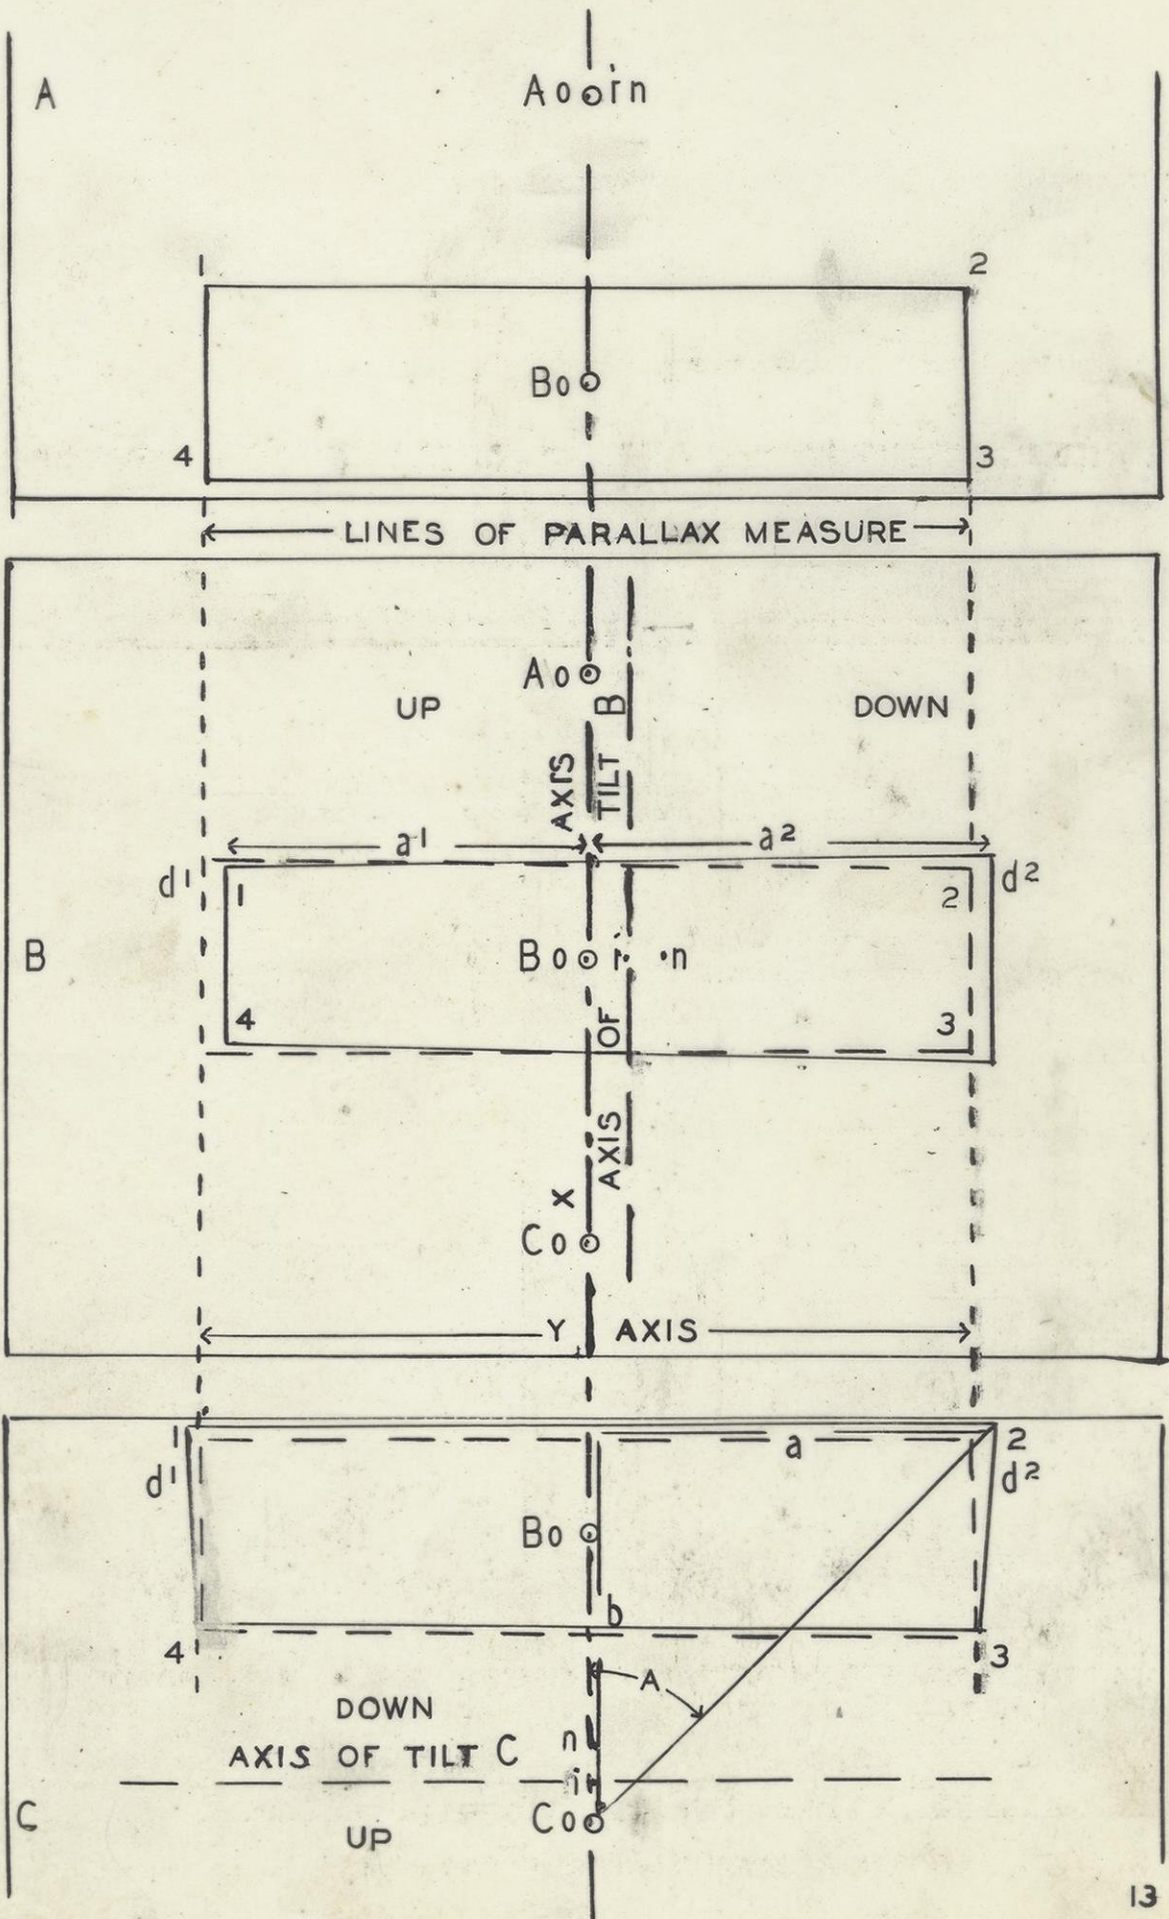 A
Ao in
1
2
Bo
4
3
LINES OF PARALLAX MEASURE
Ao
UP
B
DOWN
X AXIS
AXIS OF TILT
a1
a2
d1
d2
1
2
B
Bo i n
4
3
Co
Y AXIS
1
a
2
d1
d2
Bo
b
4
3
A
DOWN
n
AXIS OF TILT C
i
C
Co
UP
13